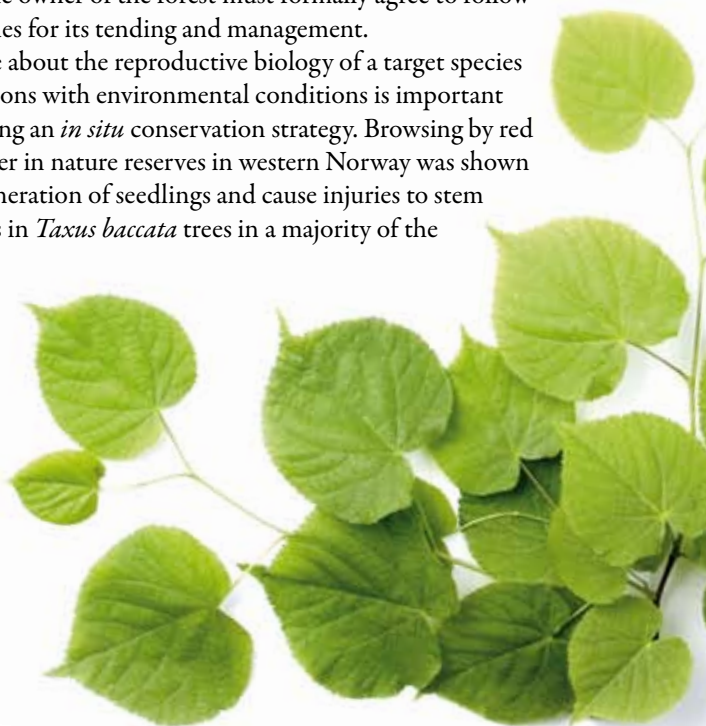 e owner of the forest must formally agree to follow
es for its tending and management.
e about the reproductive biology of a target species
ons with environmental conditions is important
ng an in situ conservation strategy. Browsing by red
er in nature reserves in western Norway was shown
neration of seedlings and cause injuries to stem
s in Taxus baccata trees in a majority of the